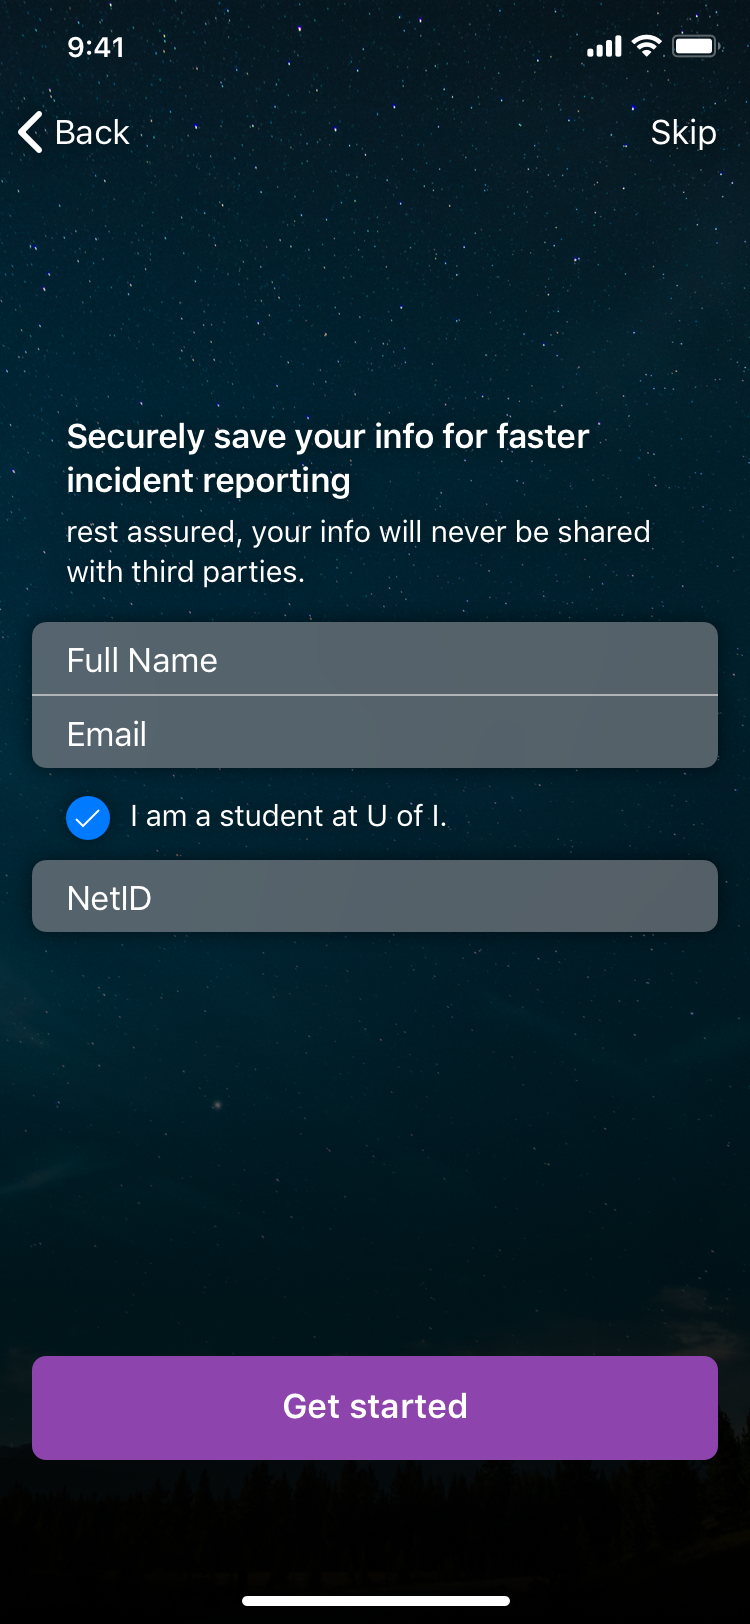 9:41
Back
Skip
Securely save your info for faster
incident reporting
rest assured, your info will never be shared
with third parties.
Full Name
Email
I am a student at U of I.
NetID
Get started